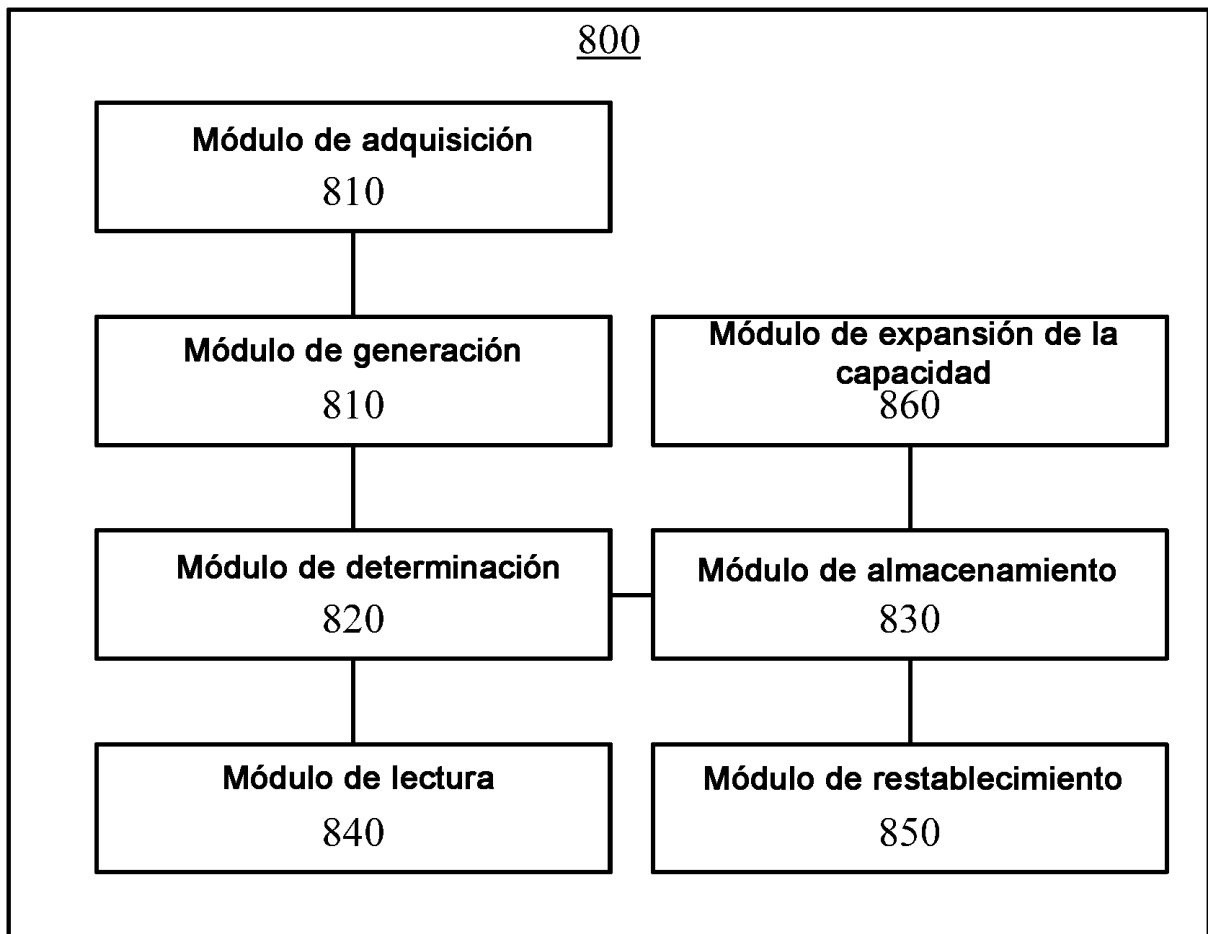 800
Módulo de adquisición
810
Módulo de generación
810
Módulo de expansión de la
capacidad
860
Módulo de determinación
820
Módulo de almacenamiento
830
Módulo de lectura
840
Módulo de restablecimiento
850